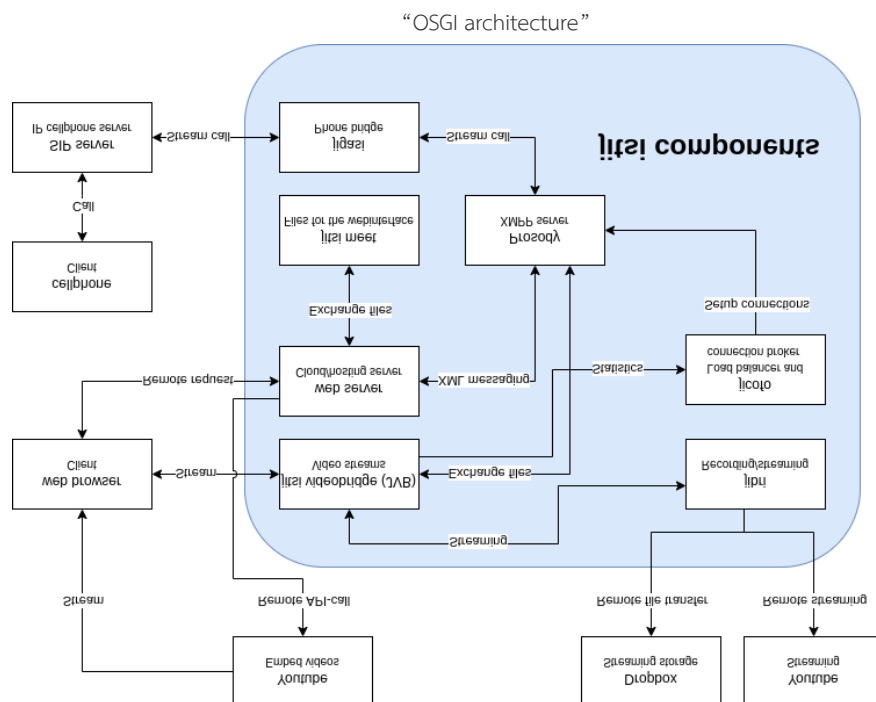 “OSGI architecture”
SIP server
IP cellphone server
Stream call
jigasi
Phone bridge
Stream call
jitsi components
Call
jitsi meet
Files for the webinterface
Prosody
XMPP server
cellphone
Client
Exchange files
Setup connections
Remote request
web server
Cloud/hosting server
XML messaging
Statistics
jicofo
Load balancer and
connection broker
web browser
Client
Stream
jitsi videobridge (JVB)
Video streams
Exchange files
jibri
Recording/streaming
Streaming
Stream
Remote API-call
Remote file transfer
Remote streaming
Youtube
Embed videos
Dropbox
Streaming storage
Youtube
Streaming